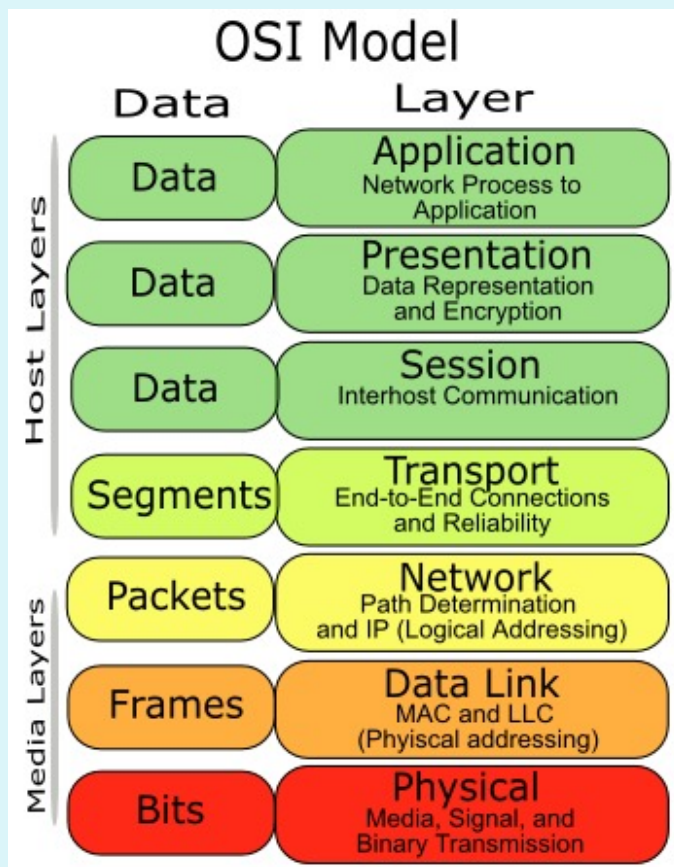 OSI Model
Data
Layer
Host Layers
Data
Application
Network Process to
Application
Data
Presentation
Data Representation
and Encryption
Data
Session
Interhost Communication
Segments
Transport
End-to-End Connections
and Reliability
Media Layers
Packets
Network
Path Determination
and IP (Logical Addressing)
Frames
Data Link
MAC and LLC
(Phyiscal addressing)
Bits
Physical
Media, Signal, and
Binary Transmission